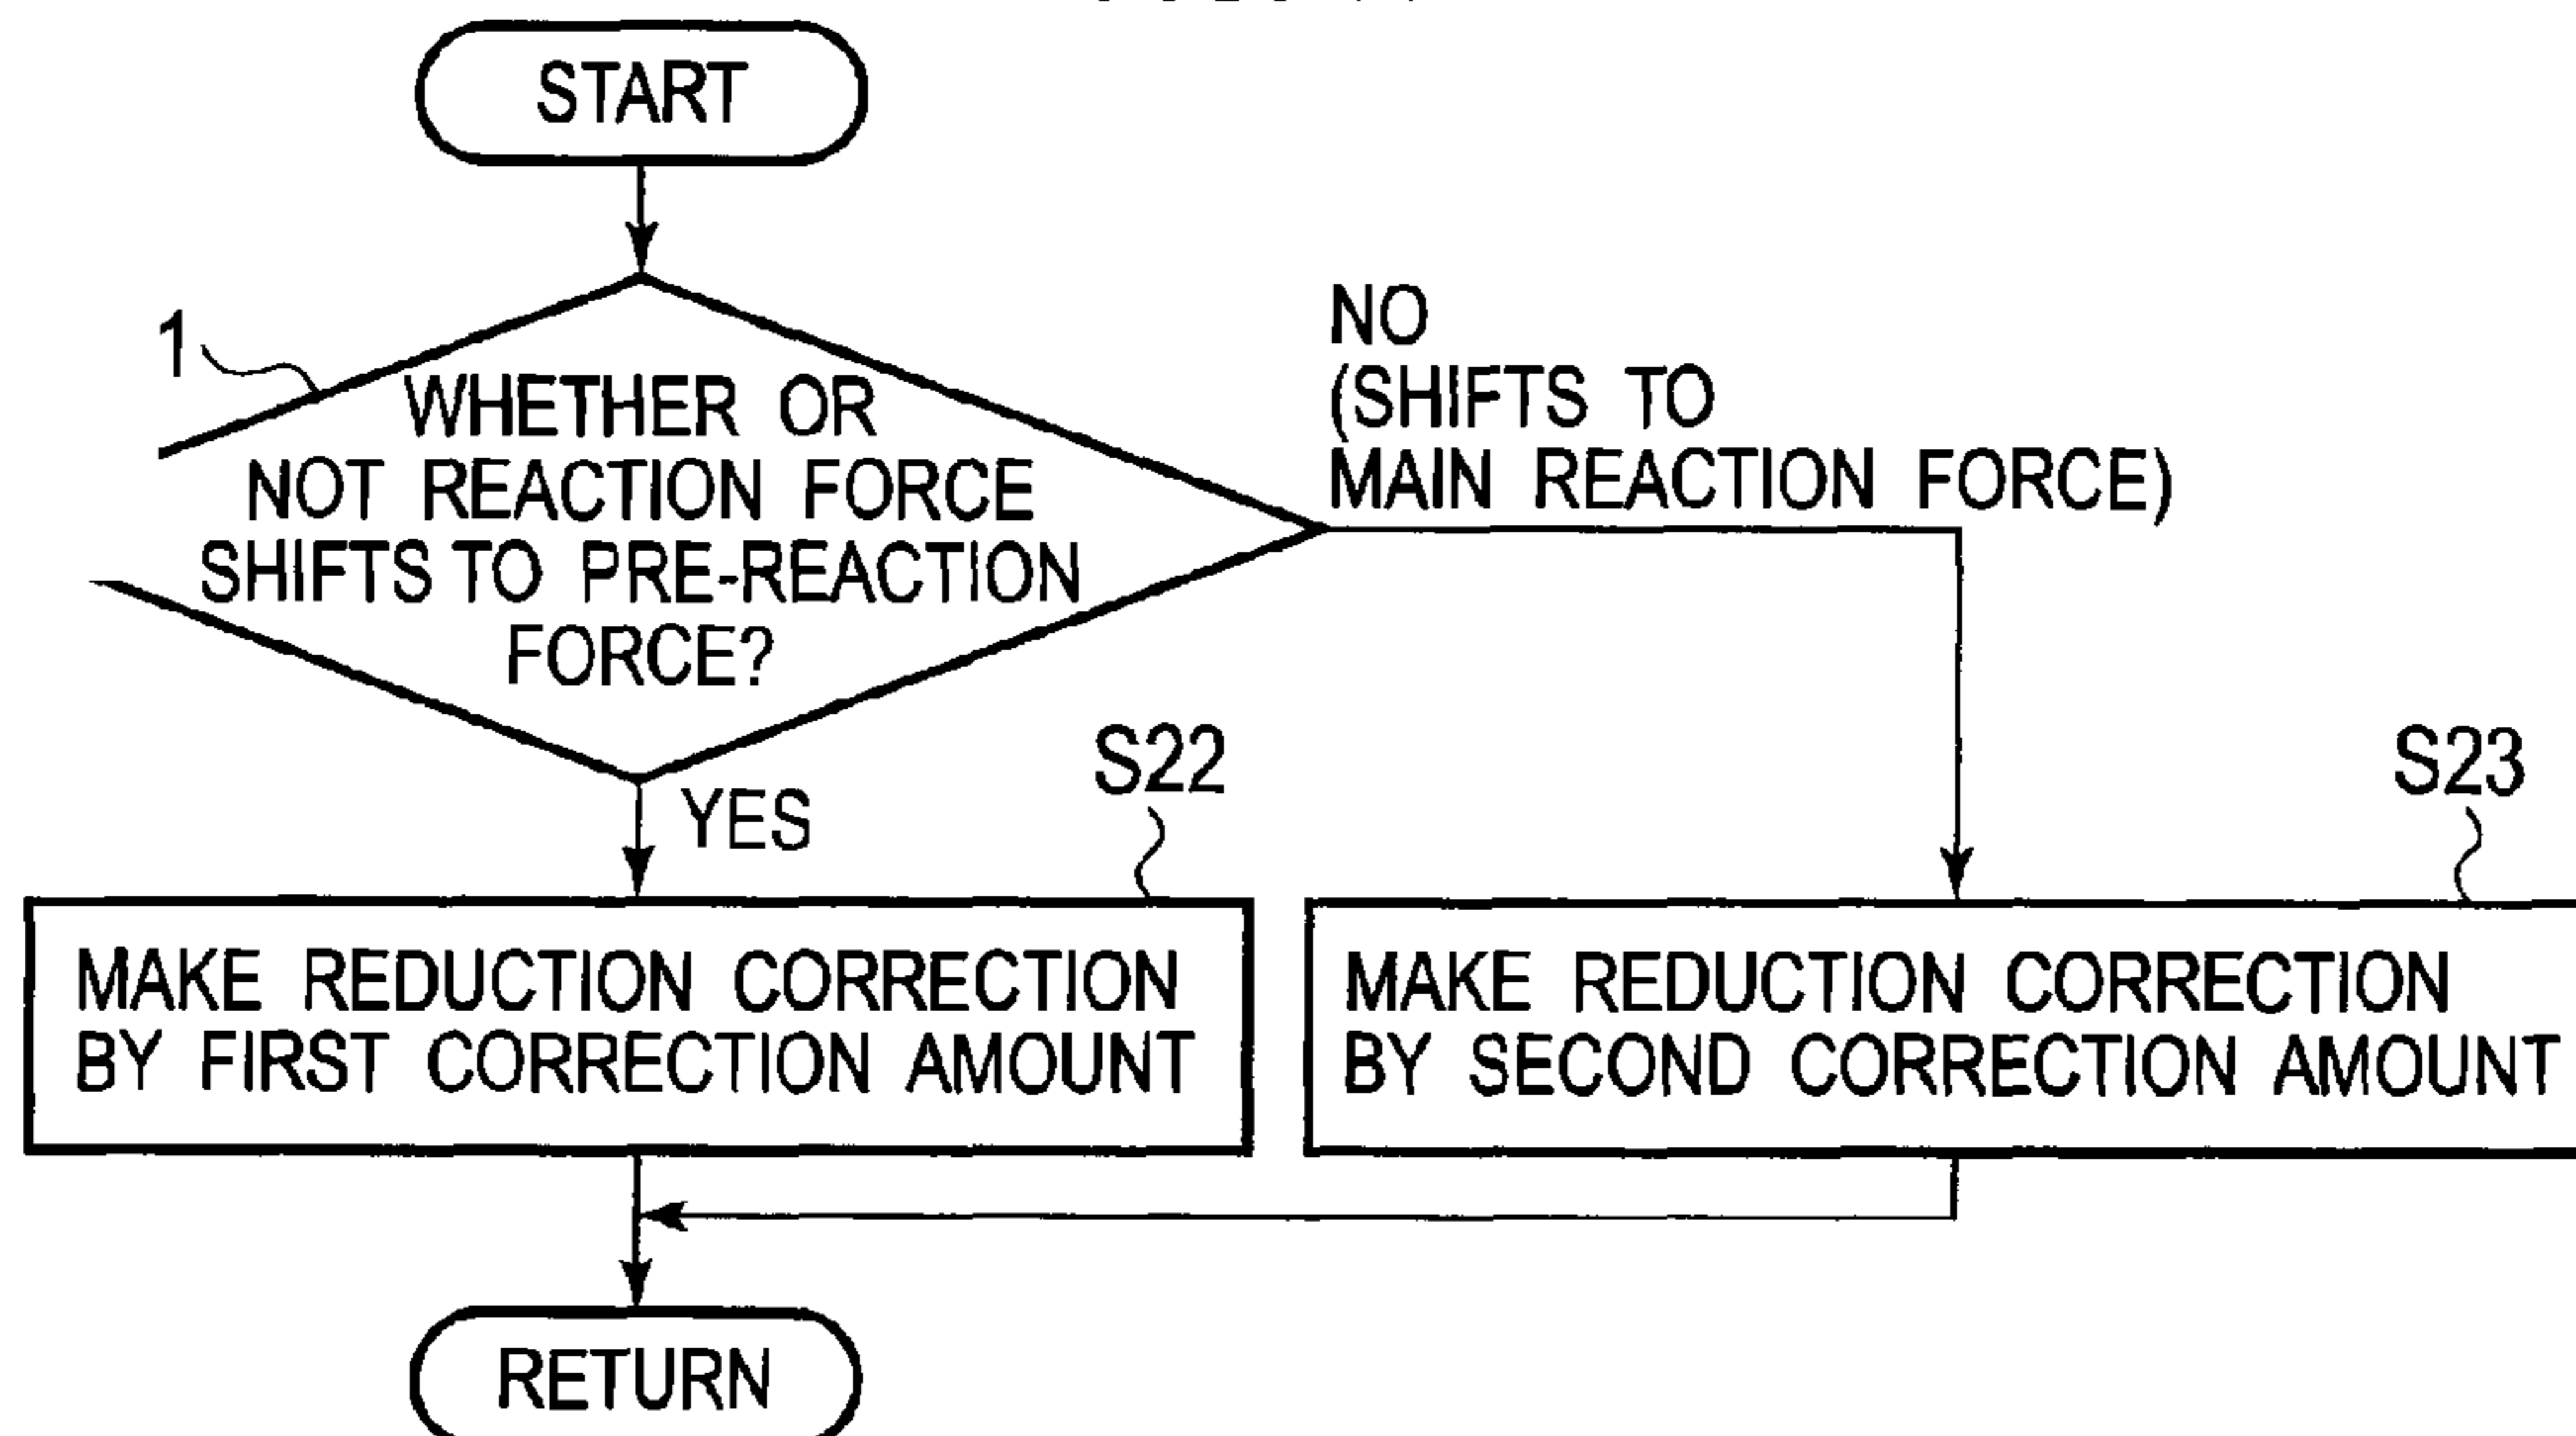 START
1
WHETHER OR
NOT REACTION FORCE
SHIFTS TO PRE-REACTION
FORCE?
NO
(SHIFTS TO
MAIN REACTION FORCE)
YES
S22
S23
MAKE REDUCTION CORRECTION
BY FIRST CORRECTION AMOUNT
MAKE REDUCTION CORRECTION
BY SECOND CORRECTION AMOUNT
RETURN